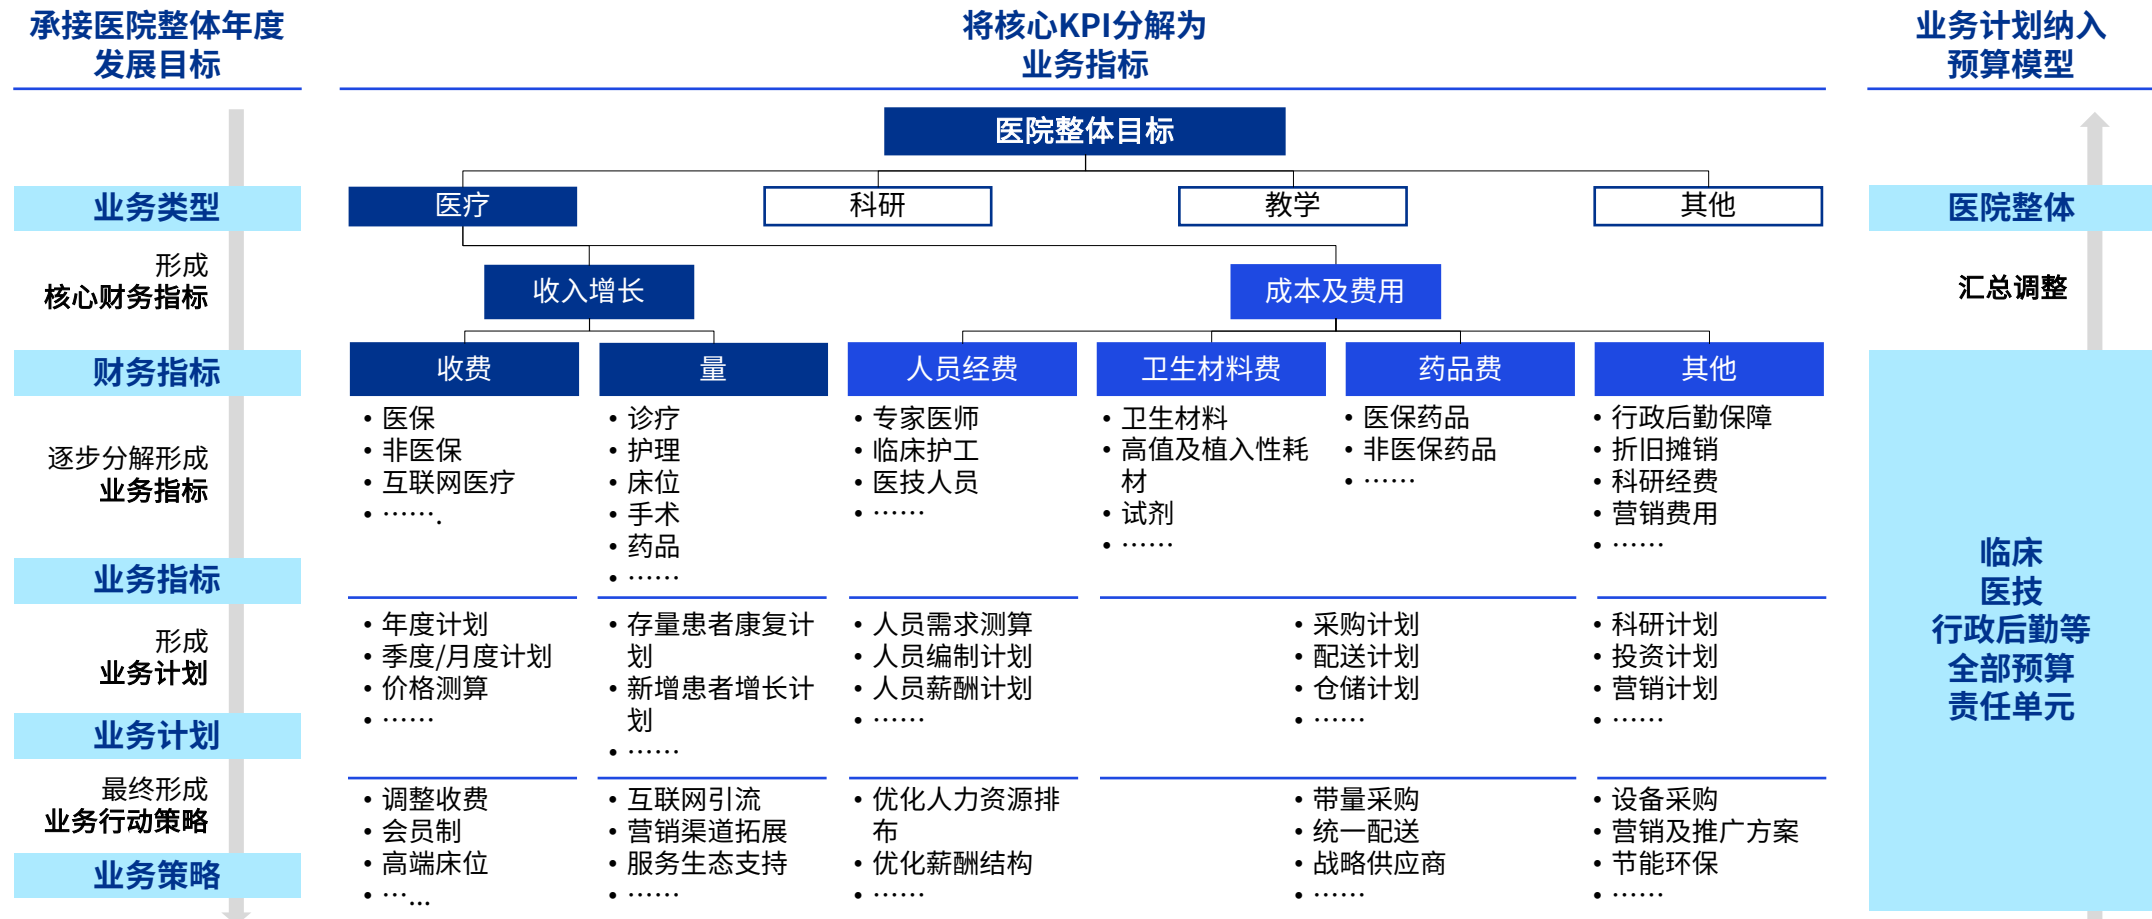 承接医院整体年度
发展目标
将核心KPI分解为
业务指标
业务计划纳入
预算模型
医院整体目标
业务类型
医疗
科研
教学
其他
医院整体
形成
核心财务指标
收入增长
成本及费用
汇总调整
财务指标
收费
量
人员经费
卫生材料费
药品费
其他
逐步分解形成
业务指标
• 医保
• 非医保
• 互联网医疗
• …….
• 诊疗
• 护理
• 床位
• 手术
• 药品
• ……
• 专家医师
• 临床护工
• 医技人员
• ……
• 卫生材料
• 高值及植入性耗
材
• 试剂
• ……
• 医保药品
• 非医保药品
• ……
• 行政后勤保障
• 折旧摊销
• 科研经费
• 营销费用
• ……
临床
医技
行政后勤等
全部预算
责任单元
业务指标
形成
业务计划
• 年度计划
• 季度/月度计划
• 价格测算
• ……
• 存量患者康复计
划
• 新增患者增长计
划
• ……
• 人员需求测算
• 人员编制计划
• 人员薪酬计划
• ……
• 采购计划
• 配送计划
• 仓储计划
• ……
• 科研计划
• 投资计划
• 营销计划
• ……
业务计划
最终形成
业务行动策略
• 调整收费
• 会员制
• 高端床位
• …...
• 互联网引流
• 营销渠道拓展
• 服务生态支持
• ……
• 优化人力资源排
布
• 优化薪酬结构
• ……
• 带量采购
• 统一配送
• 战略供应商
• ……
• 设备采购
• 营销及推广方案
• 节能环保
• ……
业务策略